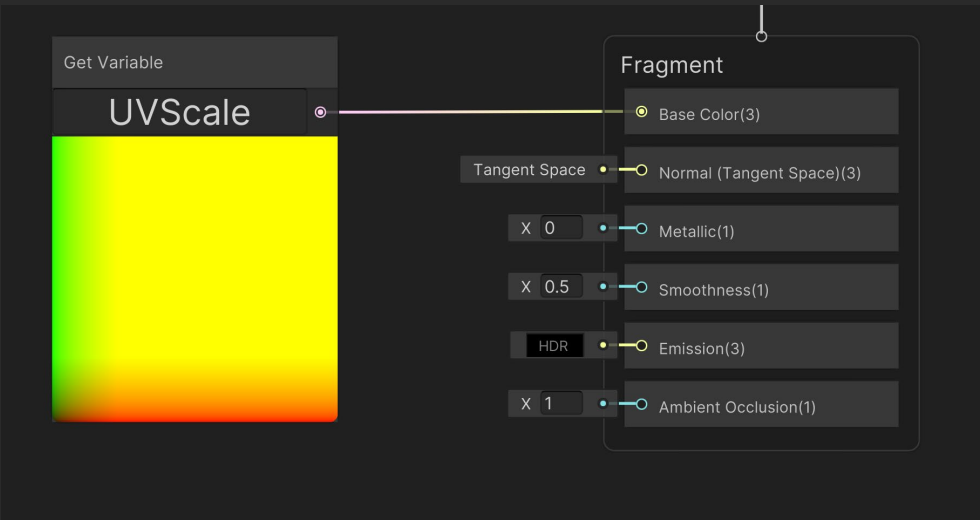 Get Variable
UVScale
Fragment
Base Color(3)
Tangent Space
Normal (Tangent Space)(3)
X 0
Metallic(1)
X 0.5
Smoothness(1)
HDR
Emission(3)
X 1
Ambient Occlusion(1)